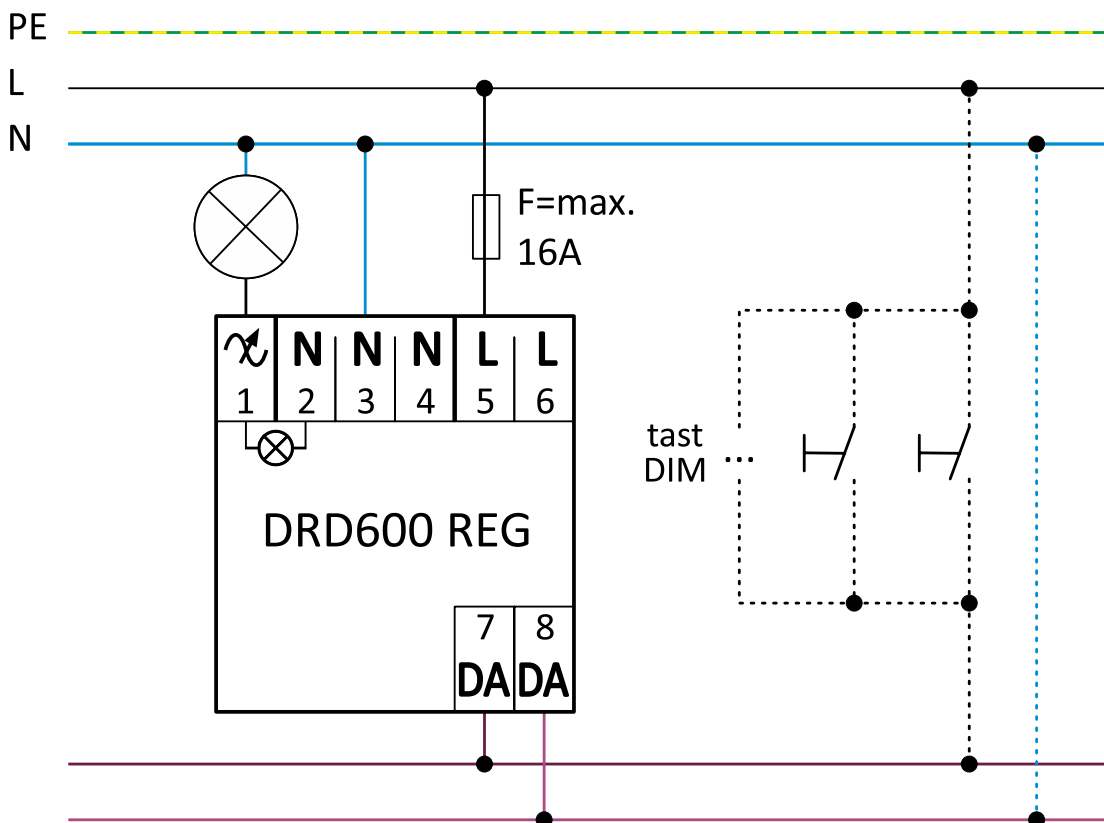 PE
L
N
F=max.
16A
N N N L L
1 2 3 4 5 6
tast
DIM ...
DRD600 REG
7 8
DA DA